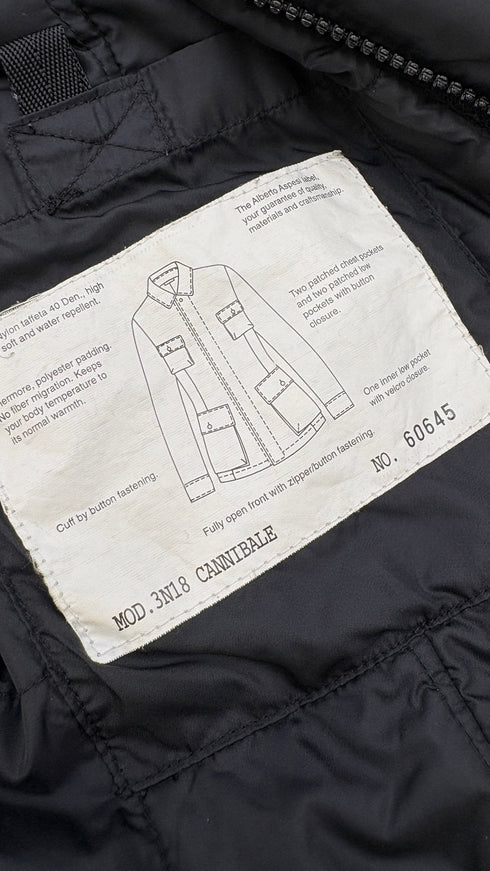 The Alberto Aspesi label,
your guarantee of quality,
materials and craftsmanship.
Nylon taffeta 40 Den., high
soft and water repellent.
Two patched chest pockets
and two patched low
pockets with button
closure.
hermore, polyester padding.
No fiber migration. Keeps
your body temperature to
its normal warmth.
One inner low pocket
with velcro closure.
Cuff by button fastening.
Fully open front with zipper/button fastening.
NO. 60645
MOD.3N18 CANNIBALE